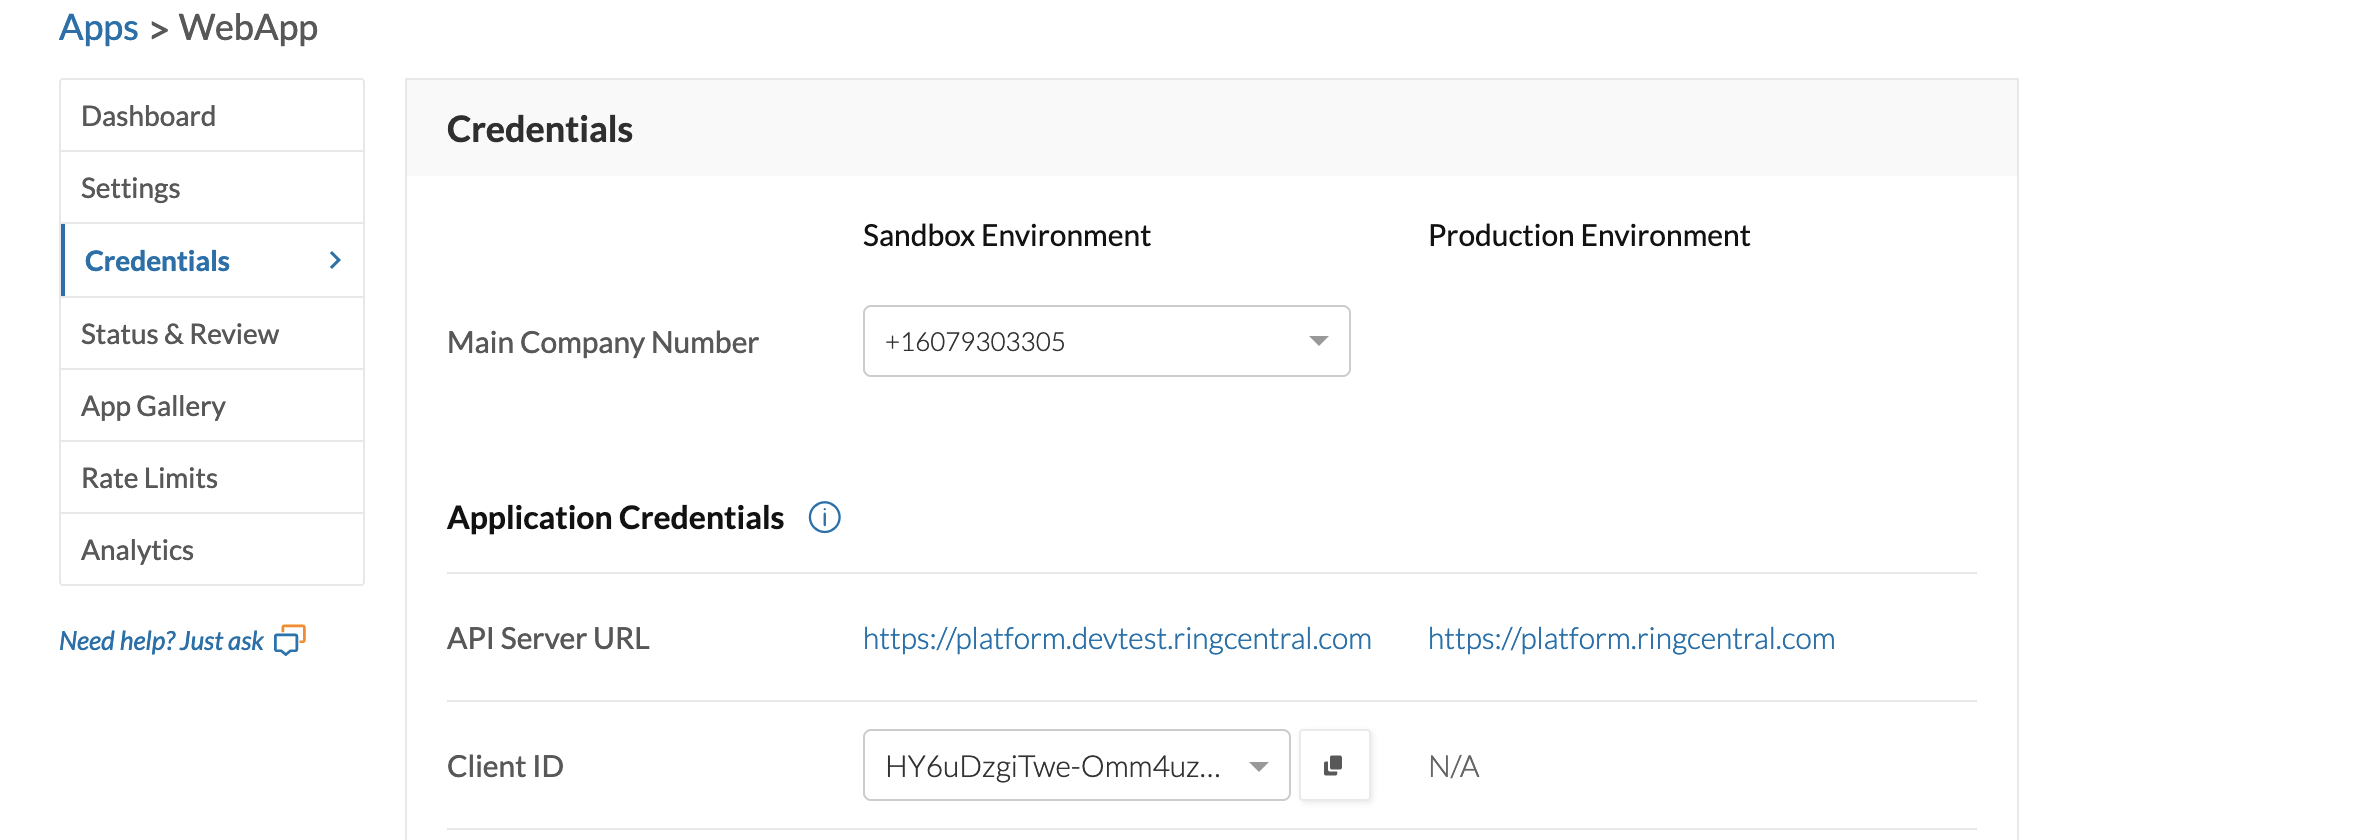 Apps > WebApp
Dashboard
Settings
Credentials
Status & Review
App Gallery
Rate Limits
Analytics
Need help? Just ask
Credentials
Sandbox Environment
Production Environment
Main Company Number
+16079303305
Application Credentials
API Server URL
https://platform.devtest.ringcentral.com
https://platform.ringcentral.com
Client ID
HY6uDzgiTwe-Omm4uz...
N/A